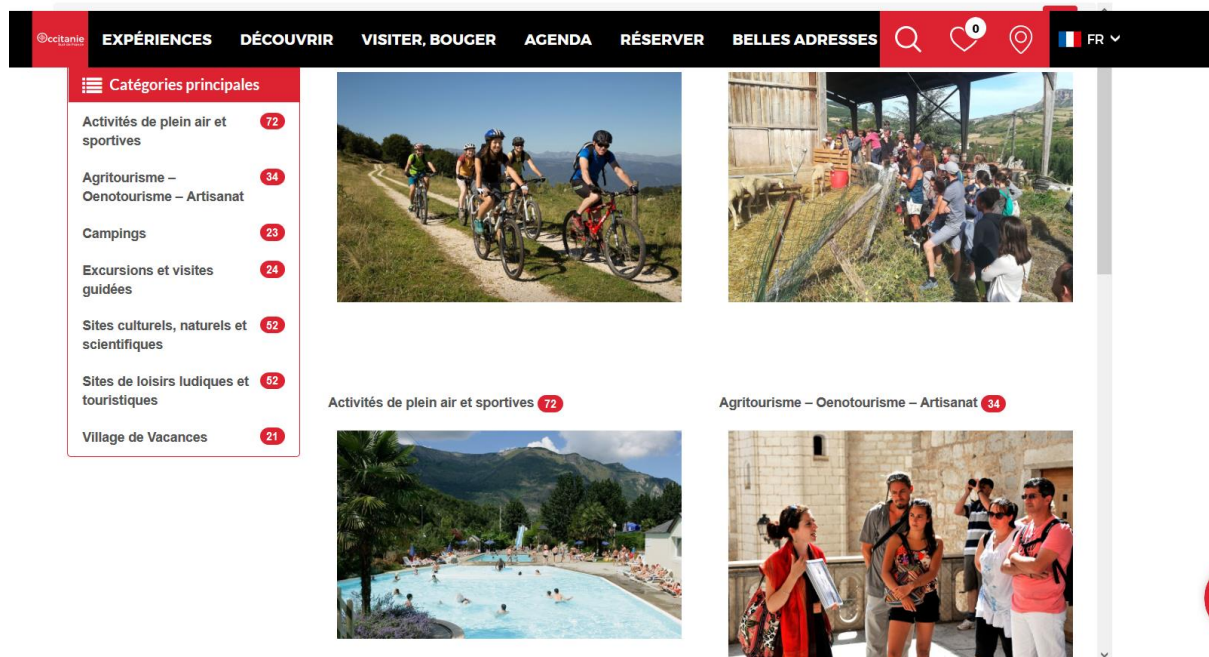 Occitanie
EXPÉRIENCES DÉCOUVRIR VISITER, BOUGER AGENDA RÉSERVER BELLES ADRESSES 0 FR
Catégories principales
Activités de plein air et 72
sportives
Agritourisme – 34
Oenotourisme – Artisanat
Campings 23
Excursions et visites 24
guidées
Sites culturels, naturels et 52
scientifiques
Sites de loisirs ludiques et 52
touristiques
Village de Vacances 21
Activités de plein air et sportives 72
Agritourisme – Oenotourisme – Artisanat 34